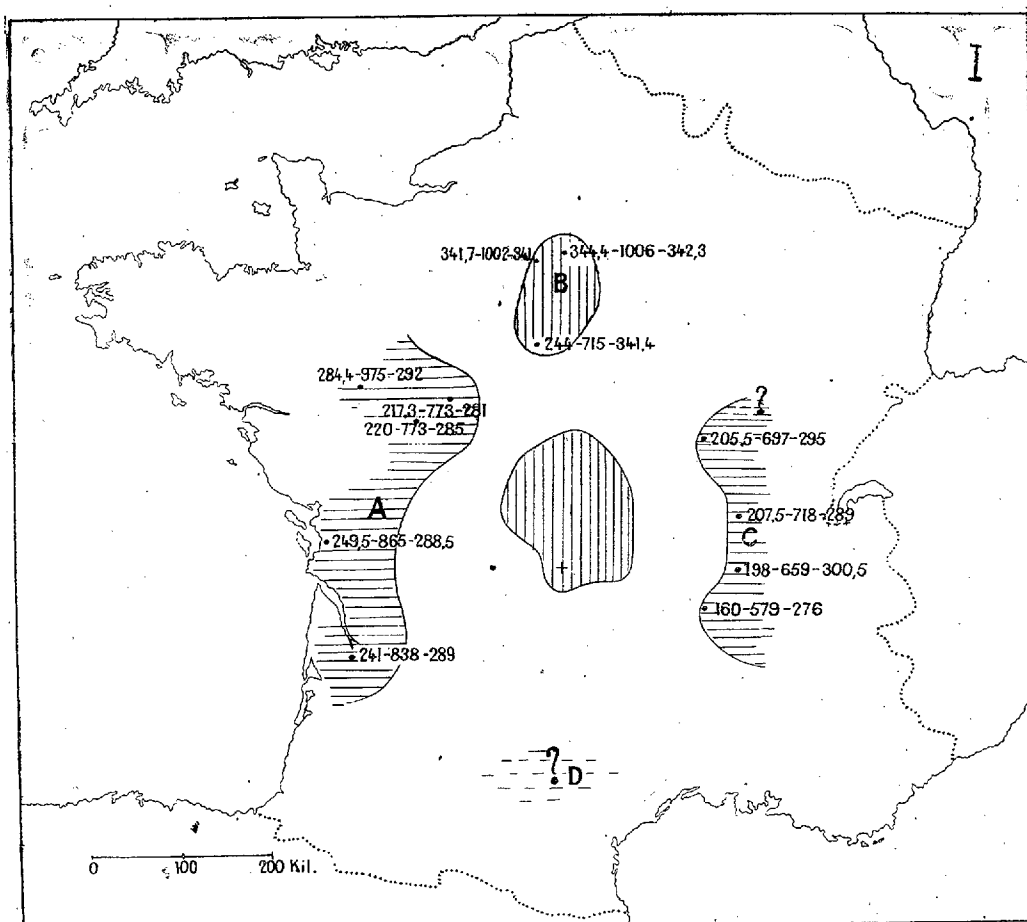 I
341,7-1002-341
344,4-1006-342,3
B
244-715-341,4
284,4-975-292
217,3-773-281
220-773-285
?
205,5-697-295
A
249,5-865-288,5
207,5-718-289
C
198-659-300,5
160-579-276
241-838-289
?
D
0 100 200 Kil.